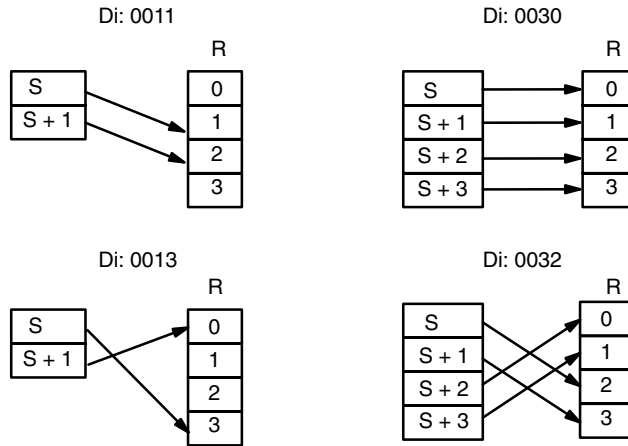 Di: 0011
R
S
S + 1
0
1
2
3
Di: 0030
R
S
S + 1
S + 2
S + 3
0
1
2
3
Di: 0013
R
S
S + 1
0
1
2
3
Di: 0032
R
S
S + 1
S + 2
S + 3
0
1
2
3